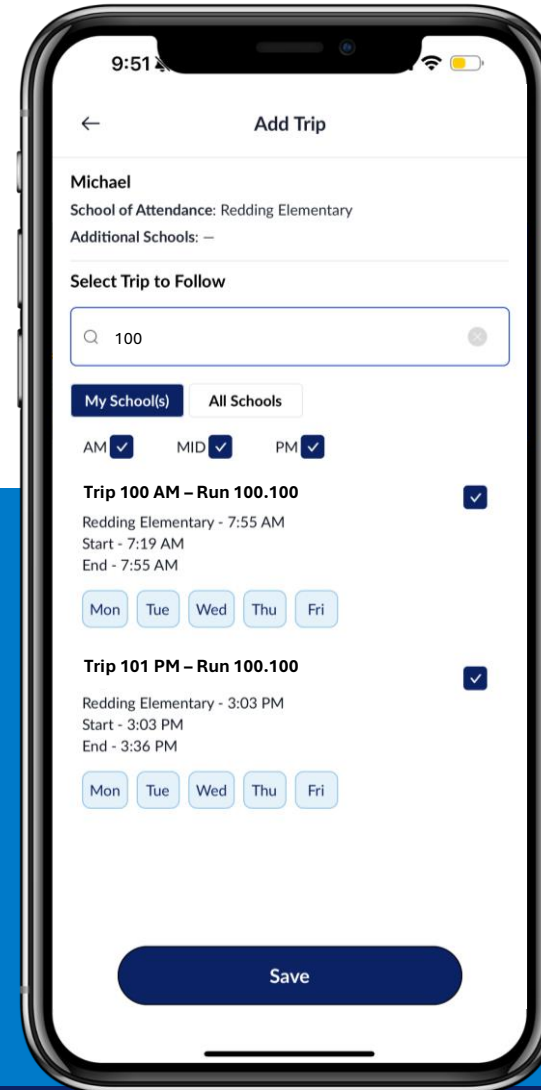 9:51
Add Trip
Michael
School of Attendance: Redding Elementary
Additional Schools: —
Select Trip to Follow
100
My School(s) All Schools
AM MID PM
Trip 100 AM – Run 100.100
Redding Elementary - 7:55 AM
Start - 7:19 AM
End - 7:55 AM
Mon Tue Wed Thu Fri
Trip 101 PM – Run 100.100
Redding Elementary - 3:03 PM
Start - 3:03 PM
End - 3:36 PM
Mon Tue Wed Thu Fri
Save